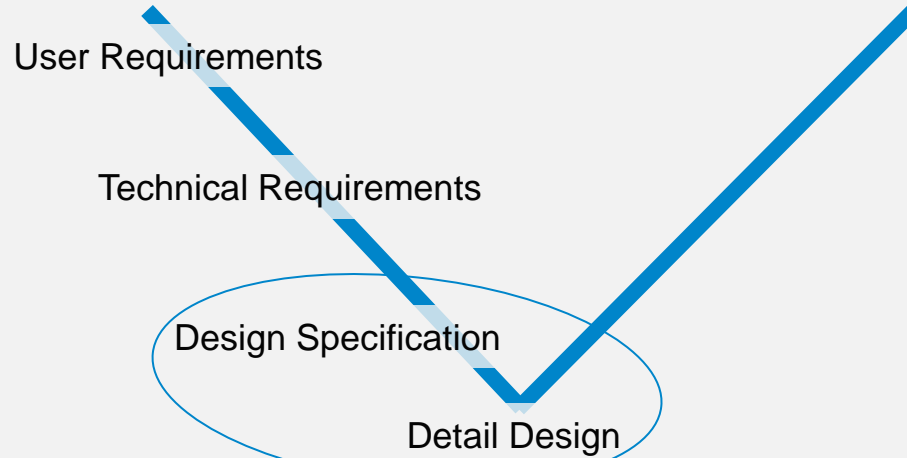 User Requirements
Technical Requirements
Design Specification
Detail Design